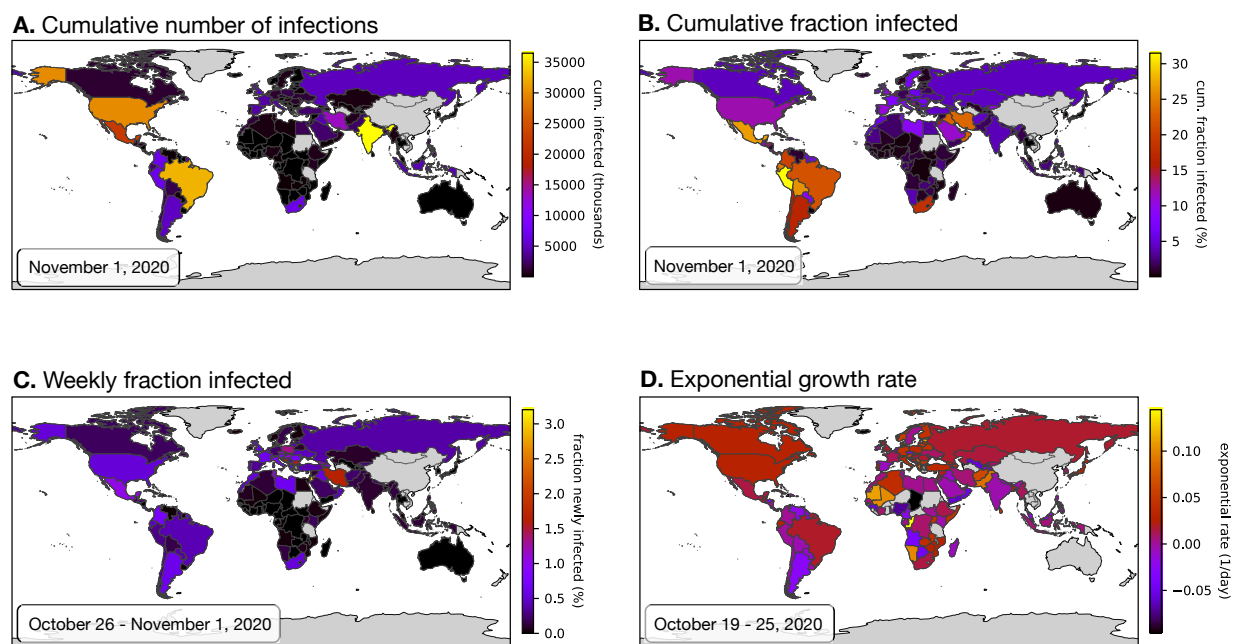 A. Cumulative number of infections
35000
30000
25000
20000
15000
10000
5000
cum. infected (thousands)
November 1, 2020
B. Cumulative fraction infected
30
25
20
15
10
5
cum. fraction infected (%)
November 1, 2020
C. Weekly fraction infected
3.0
2.5
2.0
1.5
1.0
0.5
0.0
fraction newly infected (%)
October 26 - November 1, 2020
D. Exponential growth rate
0.10
0.05
0.00
−0.05
exponential rate (1/day)
October 19 - 25, 2020